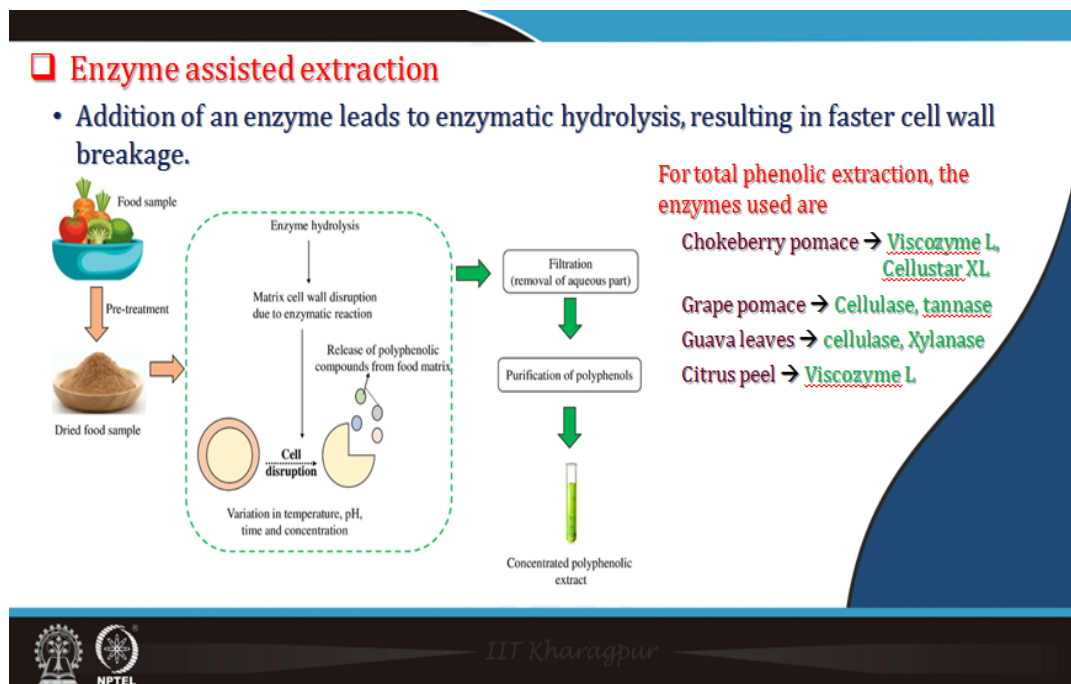 Enzyme assisted extraction
• Addition of an enzyme leads to enzymatic hydrolysis, resulting in faster cell wall
breakage.
Food sample
Pre-treatment
Dried food sample
Enzyme hydrolysis
Matrix cell wall disruption
due to enzymatic reaction
Release of polyphenolic
compounds from food matrix
Cell
disruption
Variation in temperature, pH,
time and concentration
Filtration
(removal of aqueous part)
Purification of polyphenols
Concentrated polyphenolic
extract
For total phenolic extraction, the
enzymes used are
Chokeberry pomace → Viscozyme L,
Cellustar XL
Grape pomace → Cellulase, tannase
Guava leaves → cellulase, Xylanase
Citrus peel → Viscozyme L
IIT Kharagpur
NPTEL